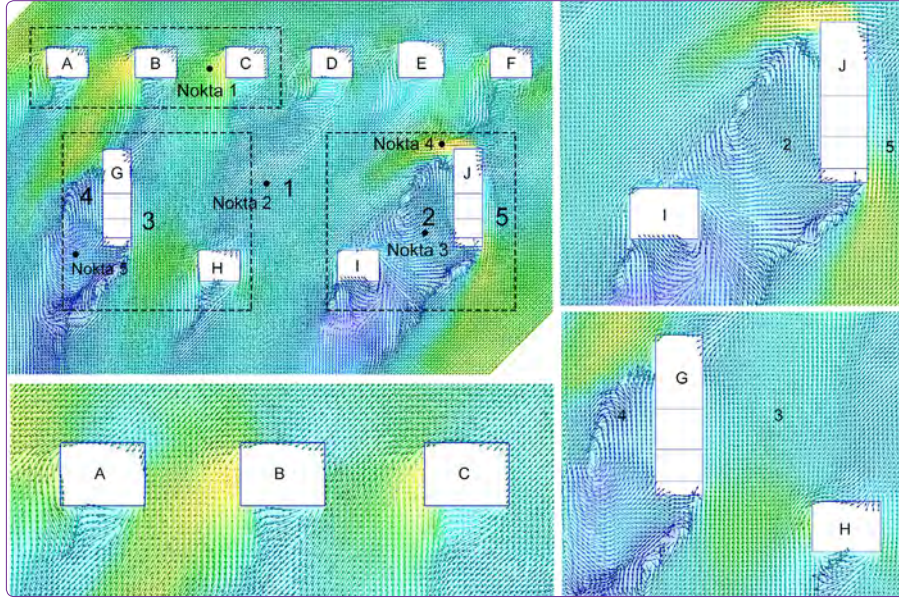 A B C D E F
Nokta 1
Nokta 4
G J
4 1
Nokta 2
3 2 5
Nokta 3
Nokta 5
H I
J
2 5
I
A B C
G
4 3
H